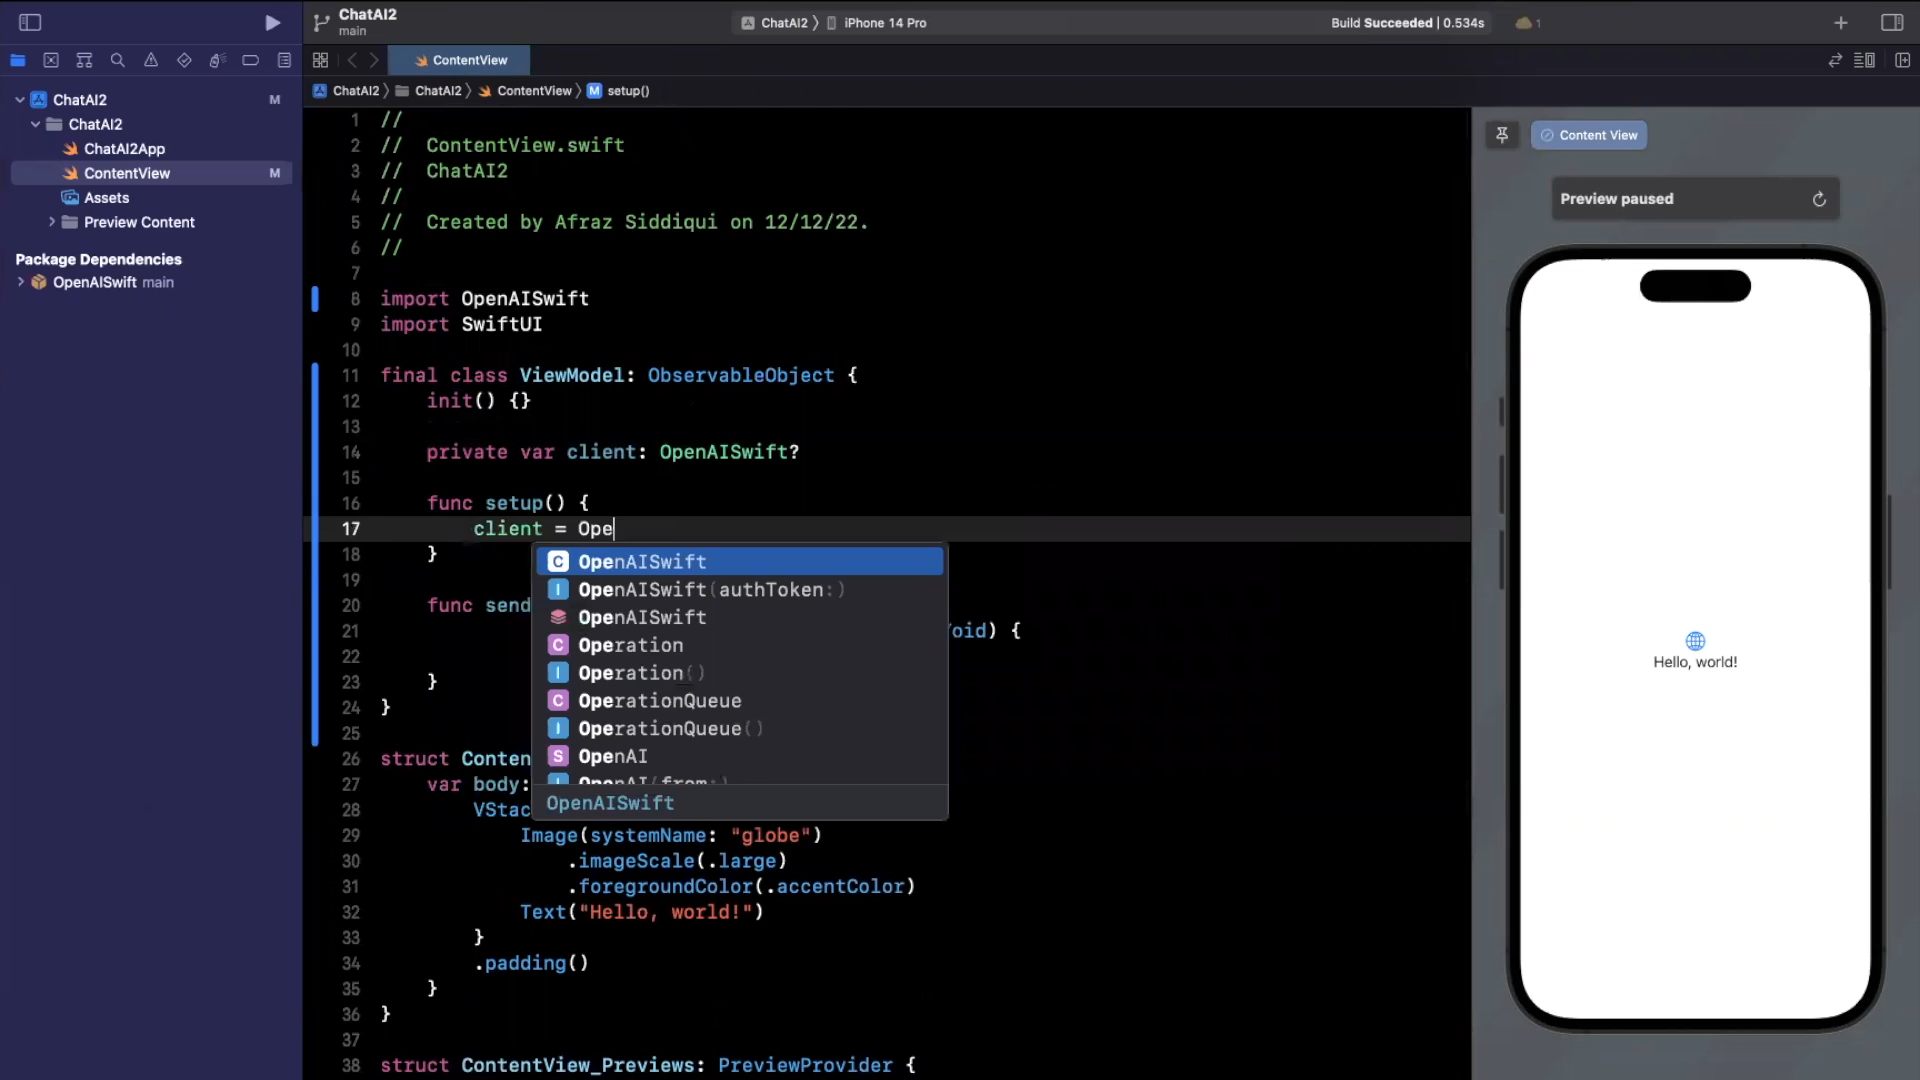 ChatAI2
main
ChatAI2 〉 iPhone 14 Pro
Build Succeeded | 0.534s
1
ContentView
ChatAI2 〉 ChatAI2 〉 ContentView 〉 M setup()
ChatAI2 M
ChatAI2
ChatAI2App
ContentView M
Assets
Preview Content
Package Dependencies
OpenAISwift main
1 //
2 //  ContentView.swift
3 //  ChatAI2
4 //
5 //  Created by Afraz Siddiqui on 12/12/22.
6 //
7
8 import OpenAISwift
9 import SwiftUI
10
11 final class ViewModel: ObservableObject {
12     init() {}
13
14     private var client: OpenAISwift?
15
16     func setup() {
17         client = Ope
18     }
19
20     func send
21 oid) {
22
23     }
24 }
25
26 struct Conten
27     var body:
28         VStac
29             Image(systemName: "globe")
30                 .imageScale(.large)
31                 .foregroundColor(.accentColor)
32             Text("Hello, world!")
33         }
34         .padding()
35     }
36 }
37
38 struct ContentView_Previews: PreviewProvider {
C OpenAISwift
I OpenAISwift(authToken:)
OpenAISwift
C Operation
I Operation()
C OperationQueue
I OperationQueue()
S OpenAI
I OpenAI(from:)
OpenAISwift
Content View
Preview paused
Hello, world!